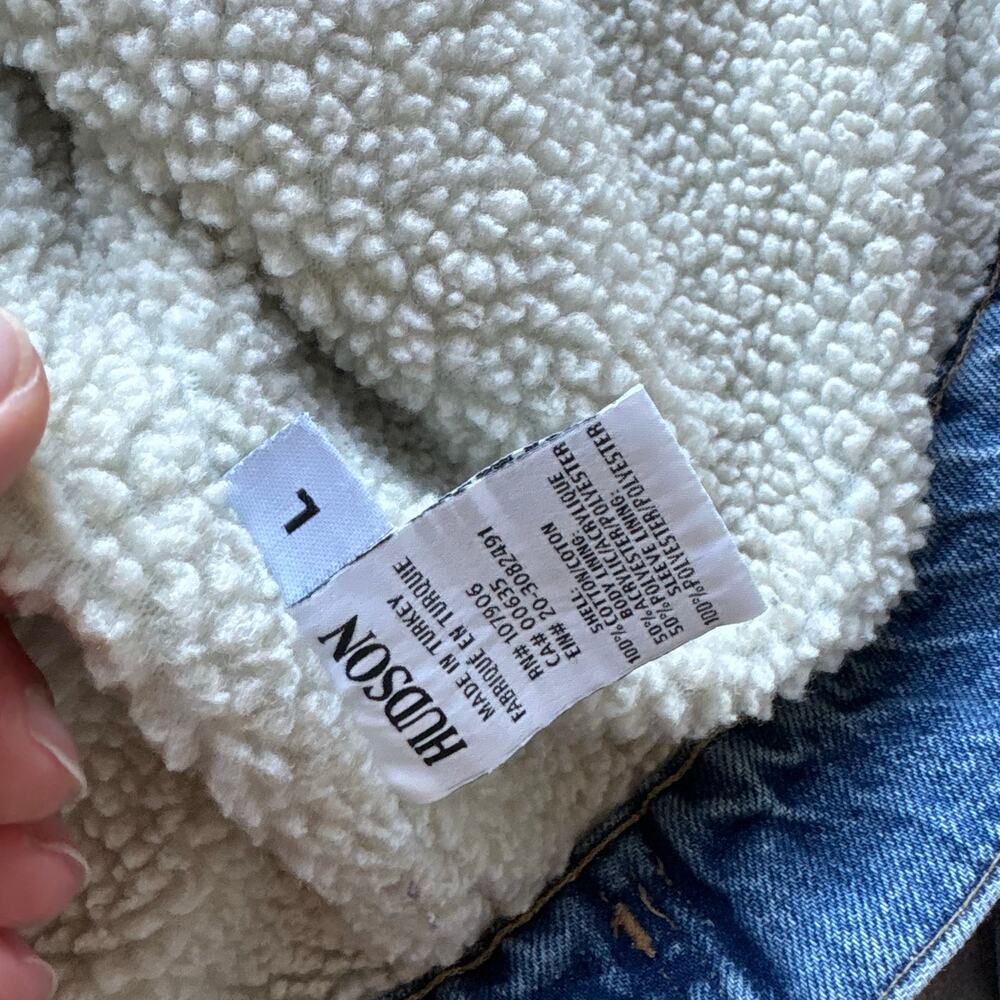 L
HUDSON
MADE IN TURKEY
FABRIQUÉ EN TURQUIE
RN# 107906
CA# 00635
EN# 20-3082491
SHELL:
100%COTTON/COTON
BODY LINING:
50%ACRYLIC/ACRYLIQUE
50%POLYESTER/POLYESTER
SLEEVE LINING:
100%POLYESTER/POLYESTER